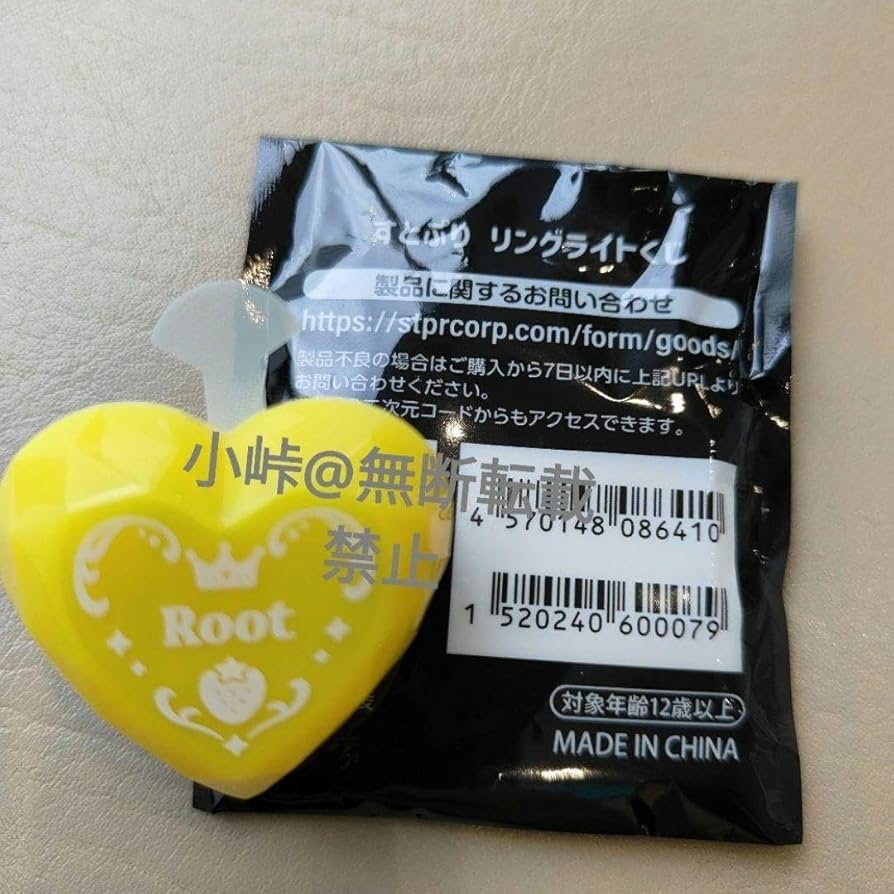 すとぷり リングライトくじ
製品に関するお問い合わせ
https://stprcorp.com/form/goods/
製品不良の場合はご購入から7日以内に上記URLより
お問い合わせください。
次元コードからもアクセスできます。
小峠@無断転載
禁止
4 570148 086410
Root
1 520240 600079
対象年齢12歳以上
MADE IN CHINA